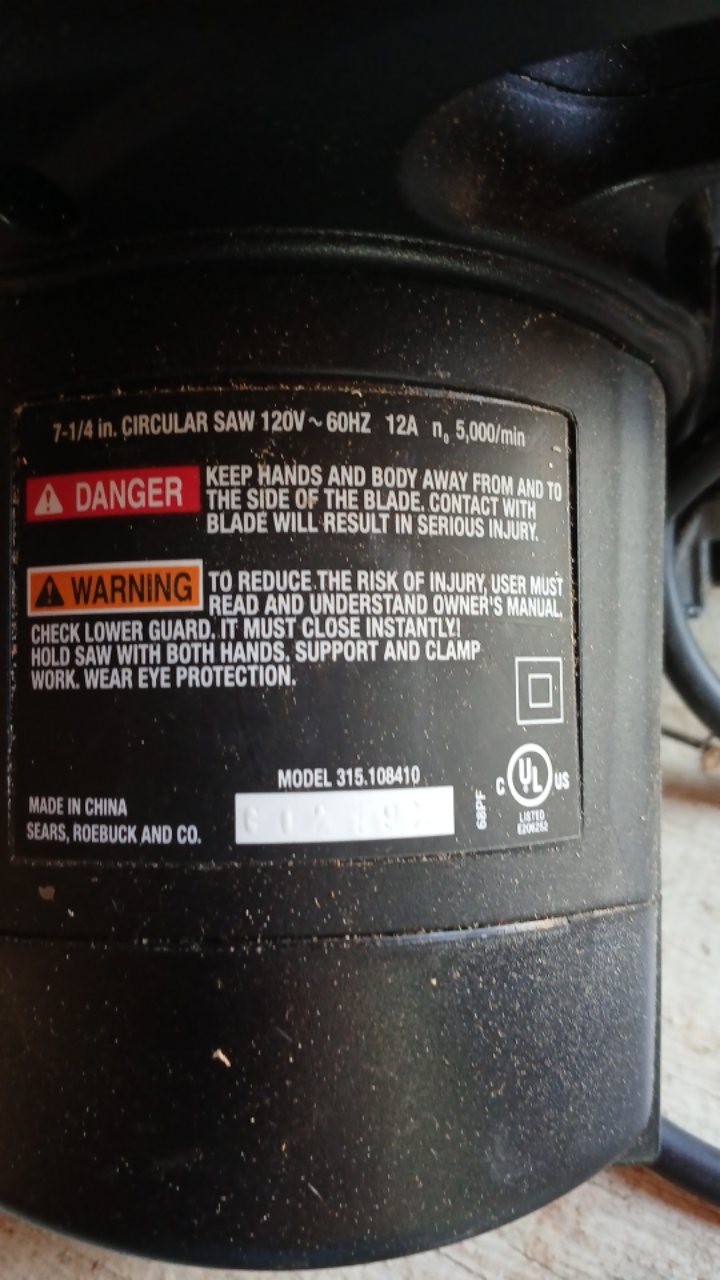 7-1/4 in. CIRCULAR SAW 120V~60HZ 12A n₀ 5,000/min
DANGER
KEEP HANDS AND BODY AWAY FROM AND TO
THE SIDE OF THE BLADE. CONTACT WITH
BLADE WILL RESULT IN SERIOUS INJURY.
WARNING
TO REDUCE THE RISK OF INJURY, USER MUST
READ AND UNDERSTAND OWNER'S MANUAL.
CHECK LOWER GUARD. IT MUST CLOSE INSTANTLY!
HOLD SAW WITH BOTH HANDS. SUPPORT AND CLAMP
WORK. WEAR EYE PROTECTION.
MODEL 315.108410
MADE IN CHINA
SEARS, ROEBUCK AND CO.
68PF
C UL US
LISTED
E206252